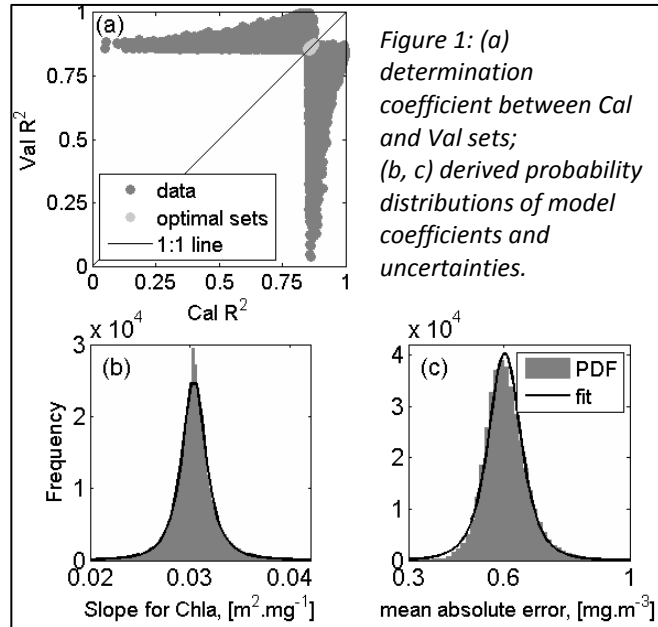 (a)
1
0.75
0.5
0.25
0
Val R²
data
optimal sets
1:1 line
0 0.25 0.5 0.75 1
Cal R²
Figure 1: (a)
determination
coefficient between Cal
and Val sets;
(b, c) derived probability
distributions of model
coefficients and
uncertainties.
x 10⁴
(b)
3
2
1
0
Frequency
0.02 0.03 0.04
Slope for Chla, [m².mg⁻¹]
x 10⁴
(c)
PDF
fit
4
3
2
1
0
0.3 0.6 1
mean absolute error, [mg.m⁻³]